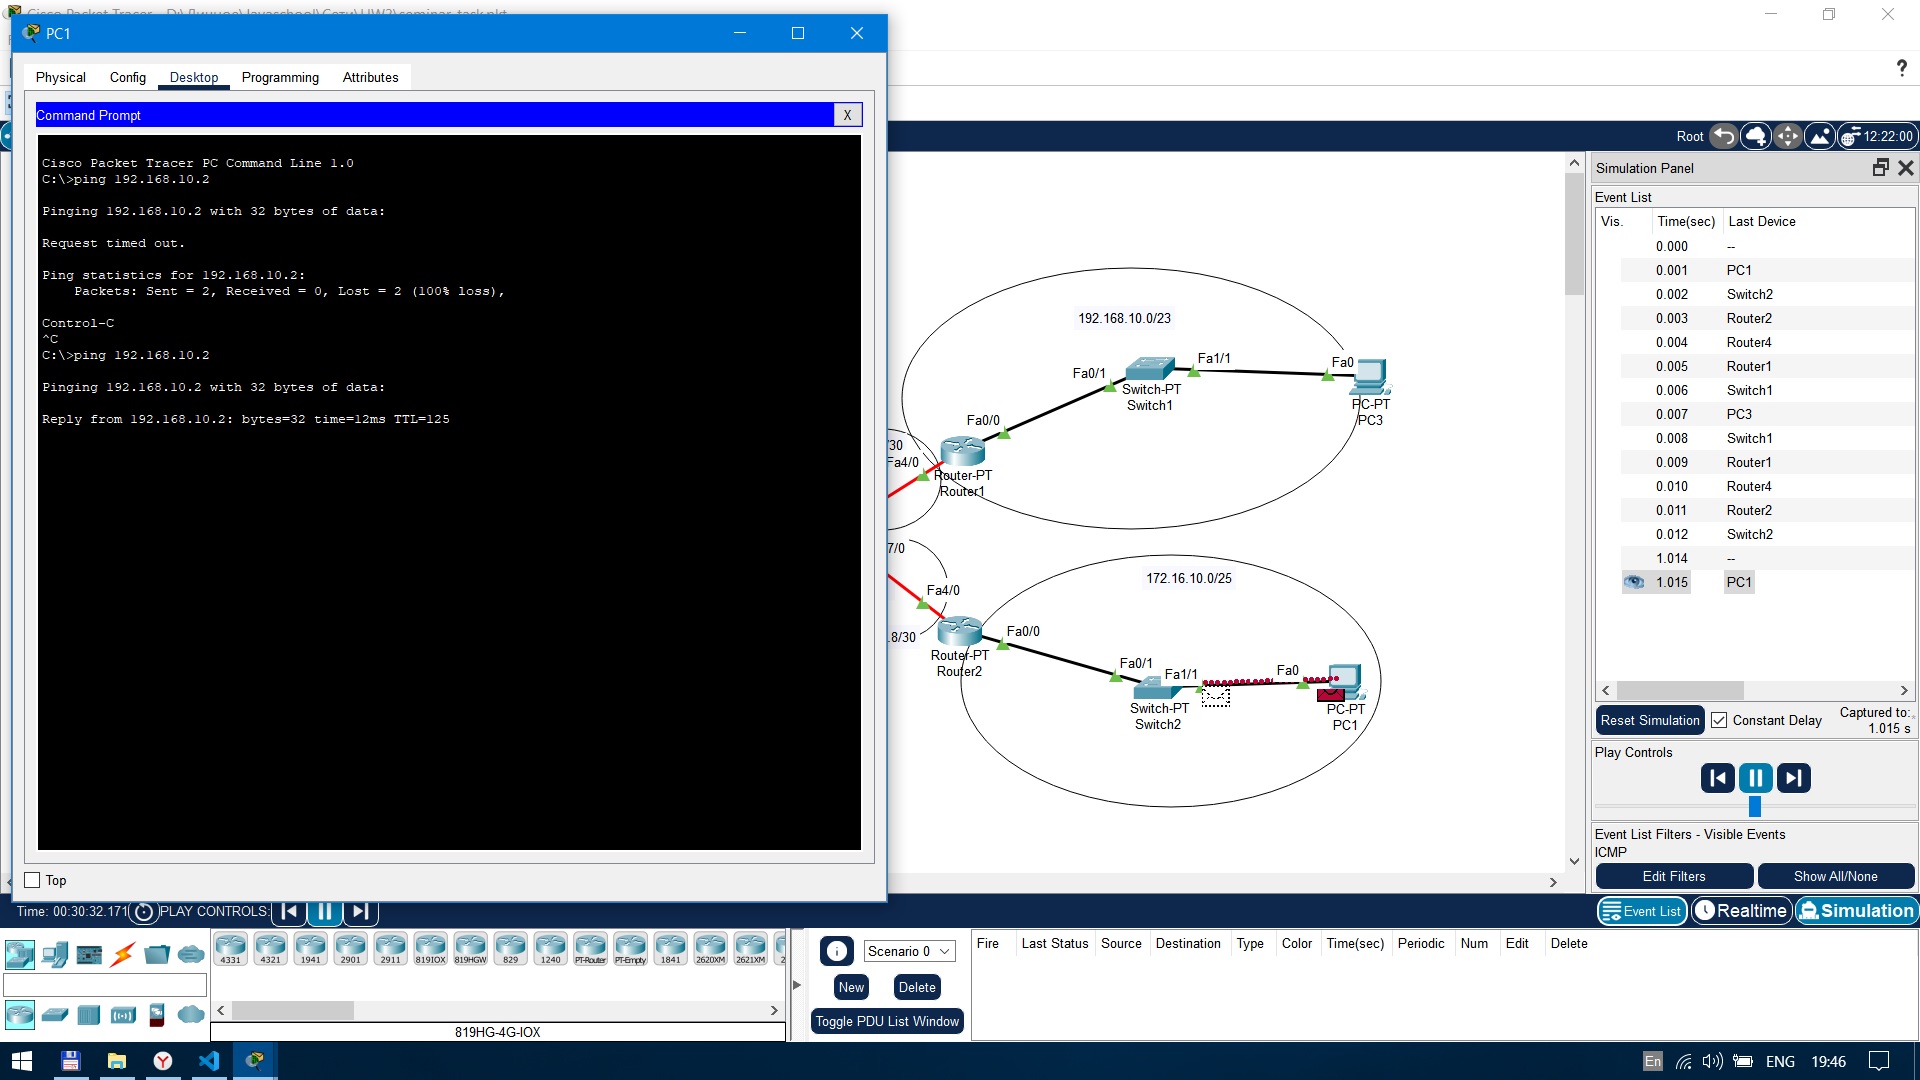 PC1
Physical Config Desktop Programming Attributes
Command Prompt X
Cisco Packet Tracer PC Command Line 1.0
C:\>ping 192.168.10.2
Pinging 192.168.10.2 with 32 bytes of data:
Request timed out.
Ping statistics for 192.168.10.2:
Packets: Sent = 2, Received = 0, Lost = 2 (100% loss),
Control-C
^C
C:\>ping 192.168.10.2
Pinging 192.168.10.2 with 32 bytes of data:
Reply from 192.168.10.2: bytes=32 time=12ms TTL=125
Top
?
Root 12:22:00
192.168.10.0/23
Fa0/1
Fa1/1
Switch-PT
Switch1
Fa0
PC-PT
PC3
Fa0/0
/30
Fa4/0
Router-PT
Router1
7/0
Fa4/0
.8/30
172.16.10.0/25
Router-PT
Router2
Fa0/0
Fa0/1
Fa1/1
Fa0
Switch-PT
Switch2
PC-PT
PC1
Simulation Panel
Event List
Vis. Time(sec) Last Device
0.000 --
0.001 PC1
0.002 Switch2
0.003 Router2
0.004 Router4
0.005 Router1
0.006 Switch1
0.007 PC3
0.008 Switch1
0.009 Router1
0.010 Router4
0.011 Router2
0.012 Switch2
1.014 --
1.015 PC1
Reset Simulation Constant Delay Captured to:
1.015 s
Play Controls
Event List Filters - Visible Events
ICMP
Edit Filters Show All/None
Time: 00:30:32.171 PLAY CONTROLS:
Event List Realtime Simulation
4331 4321 1941 2901 2911 819IOX 819HGW 829 1240 PT-Router PT-Empty 1841 2620XM 2621XM 2
819HG-4G-IOX
Scenario 0
New Delete
Toggle PDU List Window
Fire Last Status Source Destination Type Color Time(sec) Periodic Num Edit Delete
En ENG 19:46